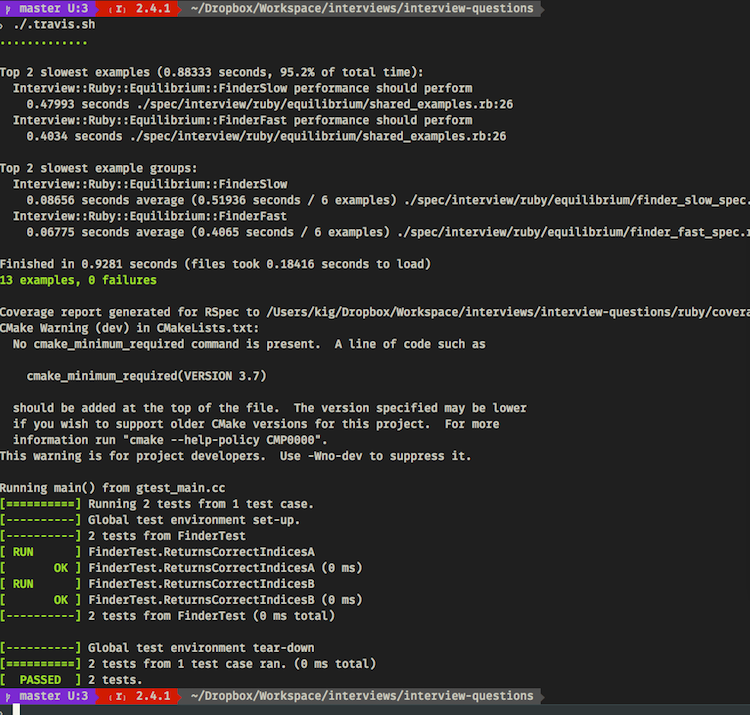 master U:3 r 2.4.1 ~/Dropbox/Workspace/interviews/interview-questions
./.travis.sh
.............
Top 2 slowest examples (0.88333 seconds, 95.2% of total time):
  Interview::Ruby::Equilibrium::FinderSlow performance should perform
    0.47993 seconds ./spec/interview/ruby/equilibrium/shared_examples.rb:26
  Interview::Ruby::Equilibrium::FinderFast performance should perform
    0.4034 seconds ./spec/interview/ruby/equilibrium/shared_examples.rb:26
Top 2 slowest example groups:
  Interview::Ruby::Equilibrium::FinderSlow
    0.08656 seconds average (0.51936 seconds / 6 examples) ./spec/interview/ruby/equilibrium/finder_slow_spec.
  Interview::Ruby::Equilibrium::FinderFast
    0.06775 seconds average (0.4065 seconds / 6 examples) ./spec/interview/ruby/equilibrium/finder_fast_spec.r
Finished in 0.9281 seconds (files took 0.18416 seconds to load)
13 examples, 0 failures
Coverage report generated for RSpec to /Users/kig/Dropbox/Workspace/interviews/interview-questions/ruby/covera
CMake Warning (dev) in CMakeLists.txt:
  No cmake_minimum_required command is present.  A line of code such as
    cmake_minimum_required(VERSION 3.7)
  should be added at the top of the file.  The version specified may be lower
  if you wish to support older CMake versions for this project.  For more
  information run "cmake --help-policy CMP0000".
This warning is for project developers.  Use -Wno-dev to suppress it.
Running main() from gtest_main.cc
[==========] Running 2 tests from 1 test case.
[----------] Global test environment set-up.
[----------] 2 tests from FinderTest
[ RUN      ] FinderTest.ReturnsCorrectIndicesA
[       OK ] FinderTest.ReturnsCorrectIndicesA (0 ms)
[ RUN      ] FinderTest.ReturnsCorrectIndicesB
[       OK ] FinderTest.ReturnsCorrectIndicesB (0 ms)
[----------] 2 tests from FinderTest (0 ms total)
[----------] Global test environment tear-down
[==========] 2 tests from 1 test case ran. (0 ms total)
[  PASSED  ] 2 tests.
master U:3 r 2.4.1 ~/Dropbox/Workspace/interviews/interview-questions